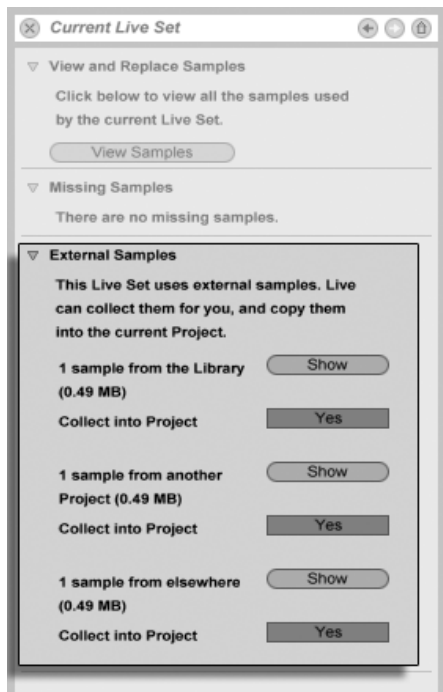 Current Live Set
View and Replace Samples
Click below to view all the samples used
by the current Live Set.
View Samples
Missing Samples
There are no missing samples.
External Samples
This Live Set uses external samples. Live
can collect them for you, and copy them
into the current Project.
1 sample from the Library Show
(0.49 MB)
Collect into Project Yes
1 sample from another Show
Project (0.49 MB)
Collect into Project Yes
1 sample from elsewhere Show
(0.49 MB)
Collect into Project Yes